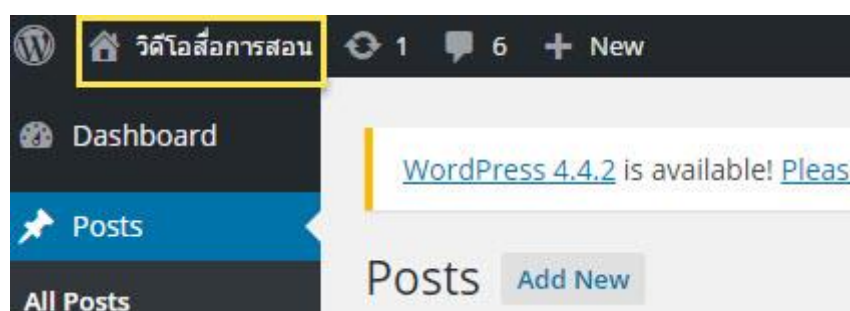 วิดีโอสื่อการสอน 1 6 + New
Dashboard
WordPress 4.4.2 is available! Pleas
Posts
Posts Add New
All Posts